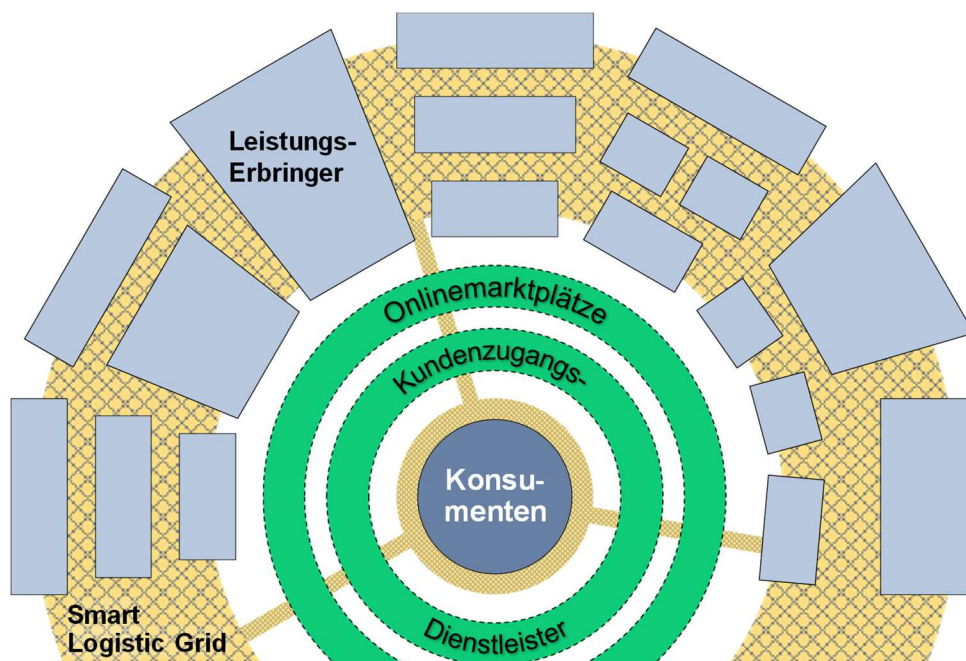 Leistungs-
Erbringer
Onlinemarktplätze
Kundenzugangs-
Konsu-
menten
Dienstleister
Smart
Logistic Grid